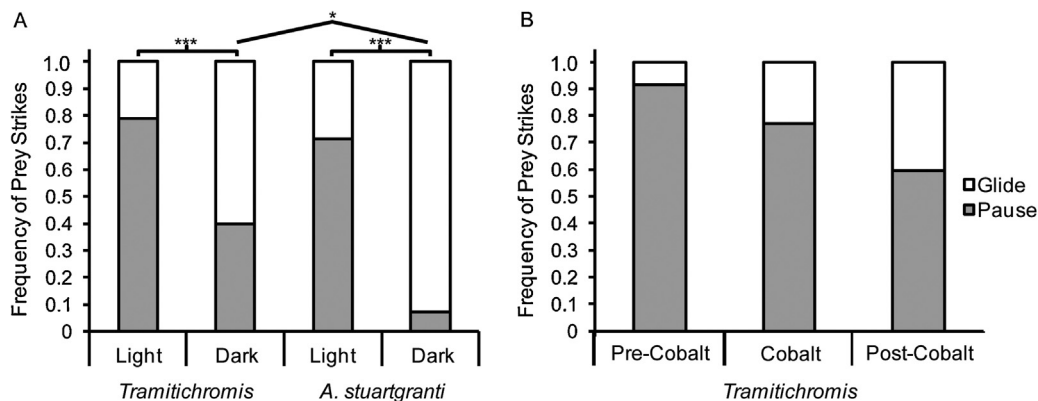 A
*
***
***
Frequency of Prey Strikes
1.0
0.9
0.8
0.7
0.6
0.5
0.4
0.3
0.2
0.1
0
Light
Dark
Light
Dark
Tramitichromis
A. stuartgranti
B
Frequency of Prey Strikes
1.0
0.9
0.8
0.7
0.6
0.5
0.4
0.3
0.2
0.1
0
Pre-Cobalt
Cobalt
Post-Cobalt
Tramitichromis
Glide
Pause